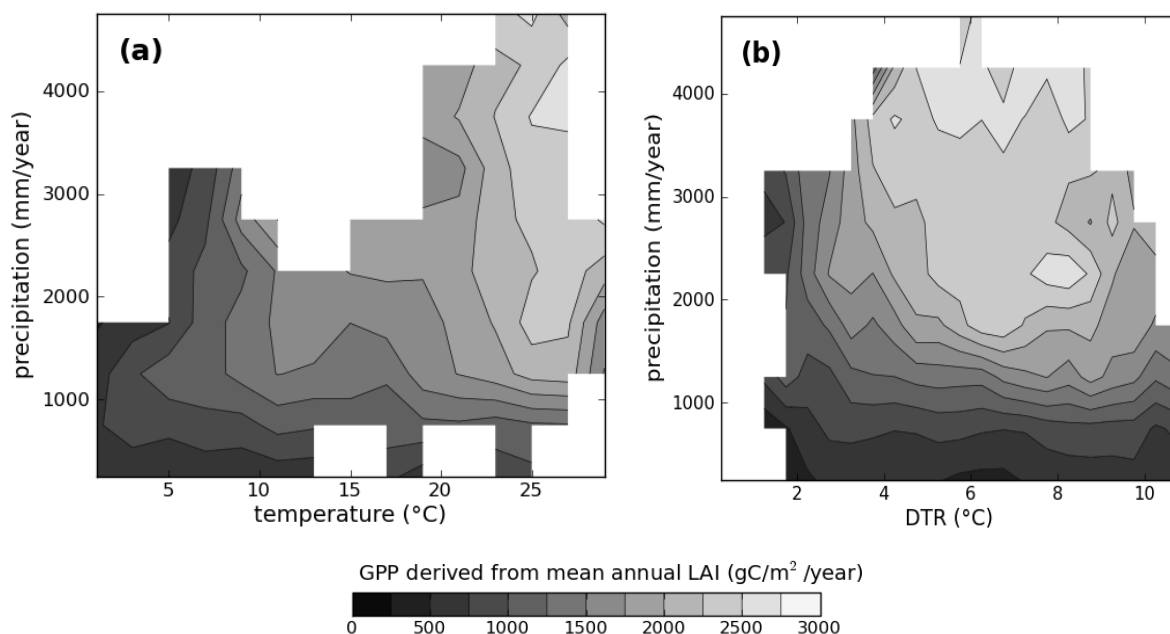 (a)
precipitation (mm/year)
4000
3000
2000
1000
5 10 15 20 25
temperature (°C)
(b)
precipitation (mm/year)
4000
3000
2000
1000
2 4 6 8 10
DTR (°C)
GPP derived from mean annual LAI (gC/m² /year)
0 500 1000 1500 2000 2500 3000